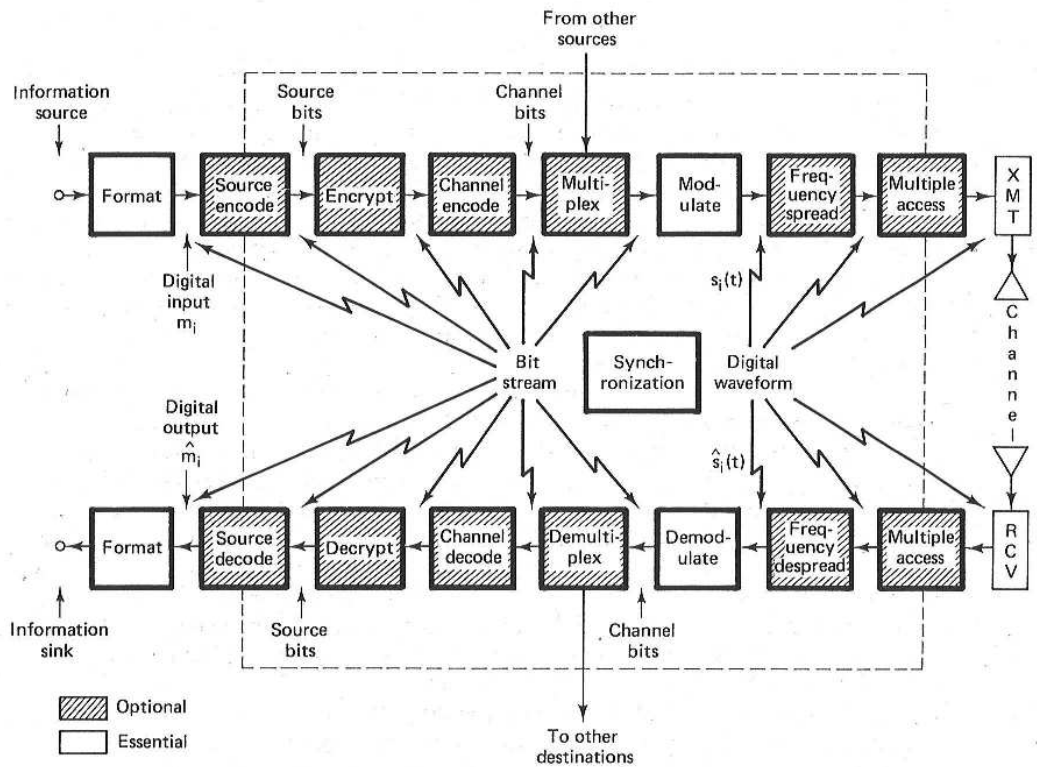 From other
sources
Information
source
Source
bits
Channel
bits
Format
Source
encode
Encrypt
Channel
encode
Multi-
plex
Mod-
ulate
Freq-
uency
spread
Multiple
access
X
M
T
Digital
input
m_i
s_i(t)
Bit
stream
Synch-
ronization
Digital
waveform
C
h
a
n
n
e
l
Digital
output
m̂_i
ŝ_i(t)
Format
Source
decode
Decrypt
Channel
decode
Demulti-
plex
Demod-
ulate
Freq-
uency
despread
Multiple
access
R
C
V
Information
sink
Source
bits
Channel
bits
Optional
Essential
To other
destinations